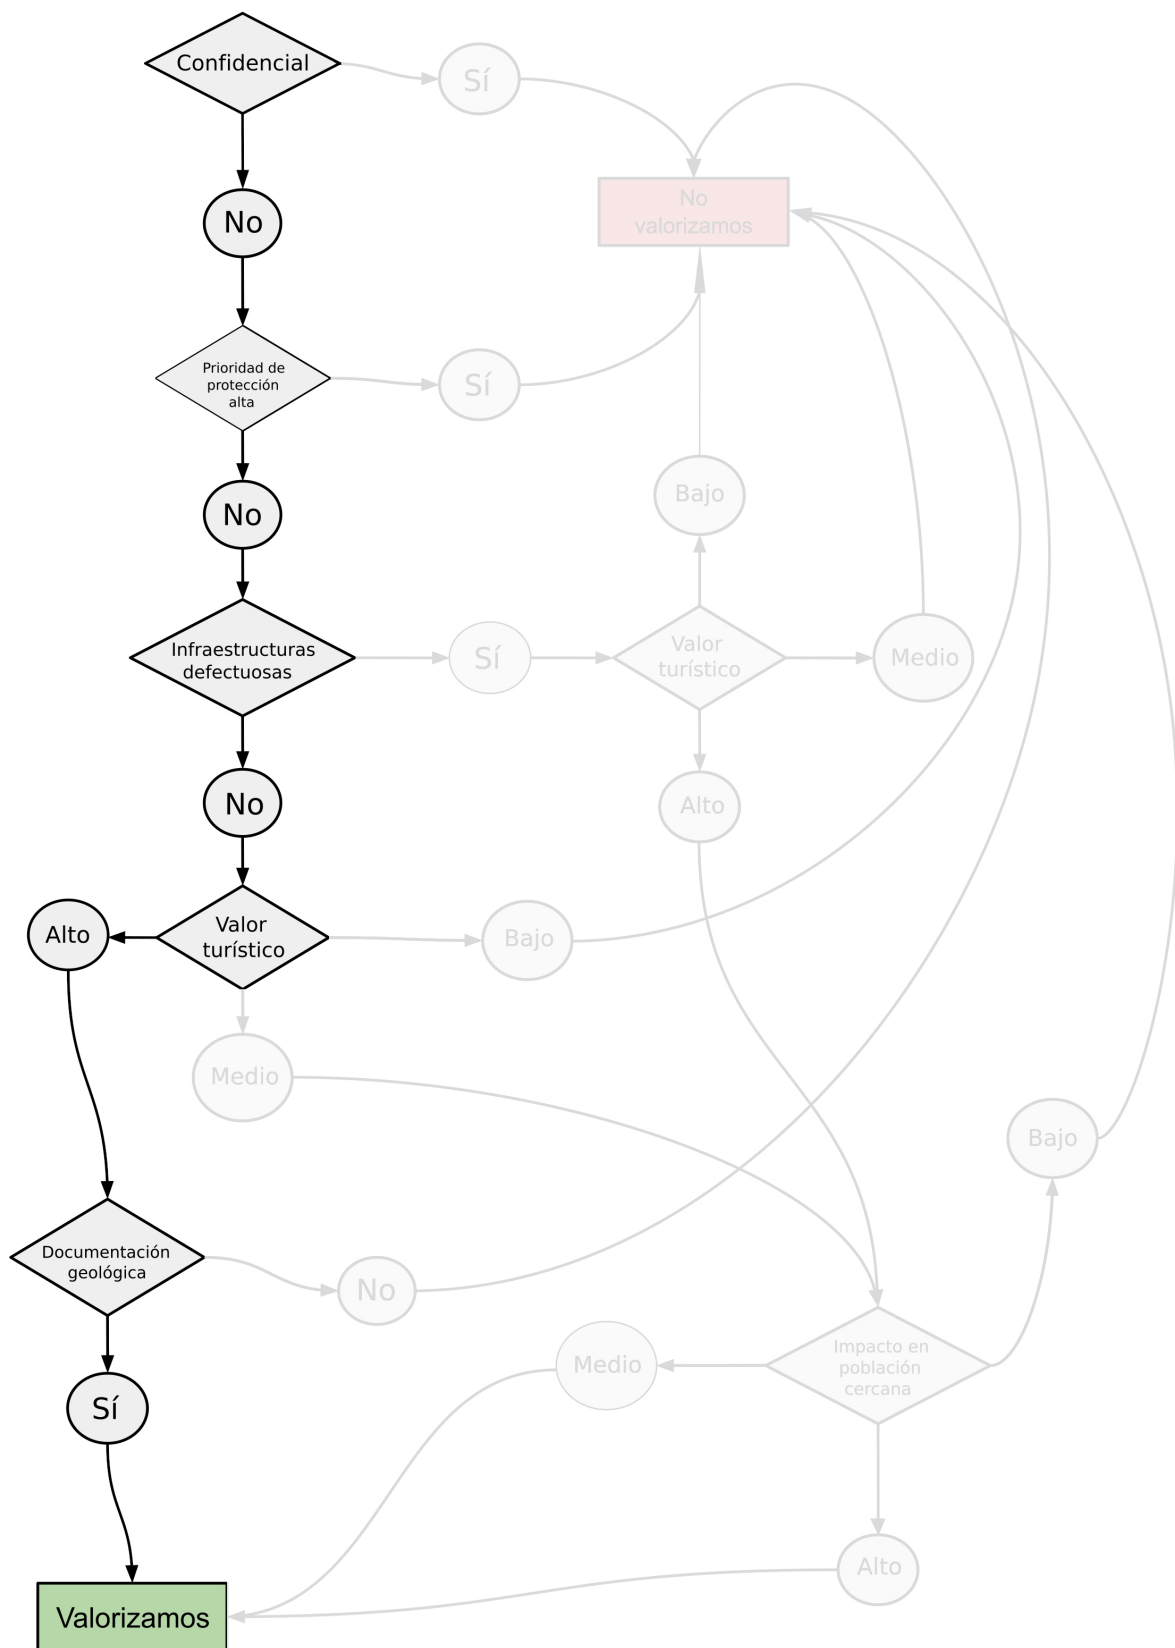 Confidencial
Sí
No
No
valorizamos
Prioridad de
protección
alta
Sí
No
Bajo
Infraestructuras
defectuosas
Sí
Valor
turístico
Medio
No
Alto
Alto
Valor
turístico
Bajo
Medio
Bajo
Documentación
geológica
No
Medio
Impacto en
población
cercana
Sí
Alto
Valorizamos